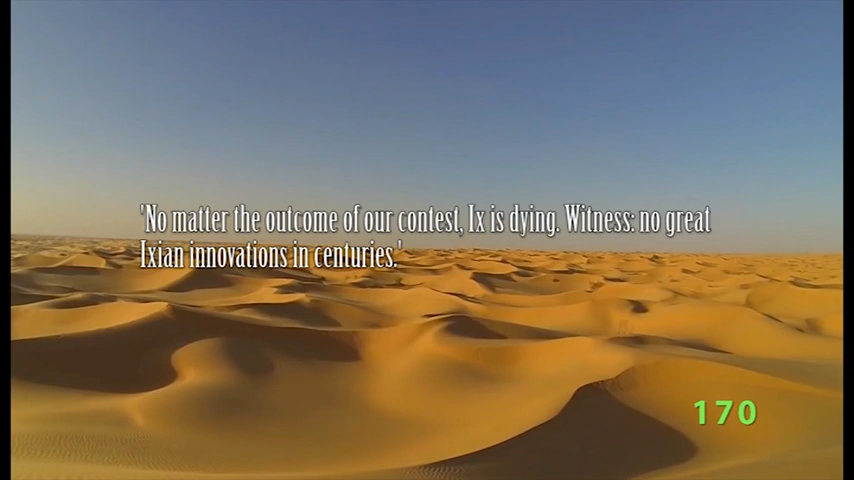 'No matter the outcome of our contest, Ix is dying. Witness: no great
Ixian innovations in centuries.'
170